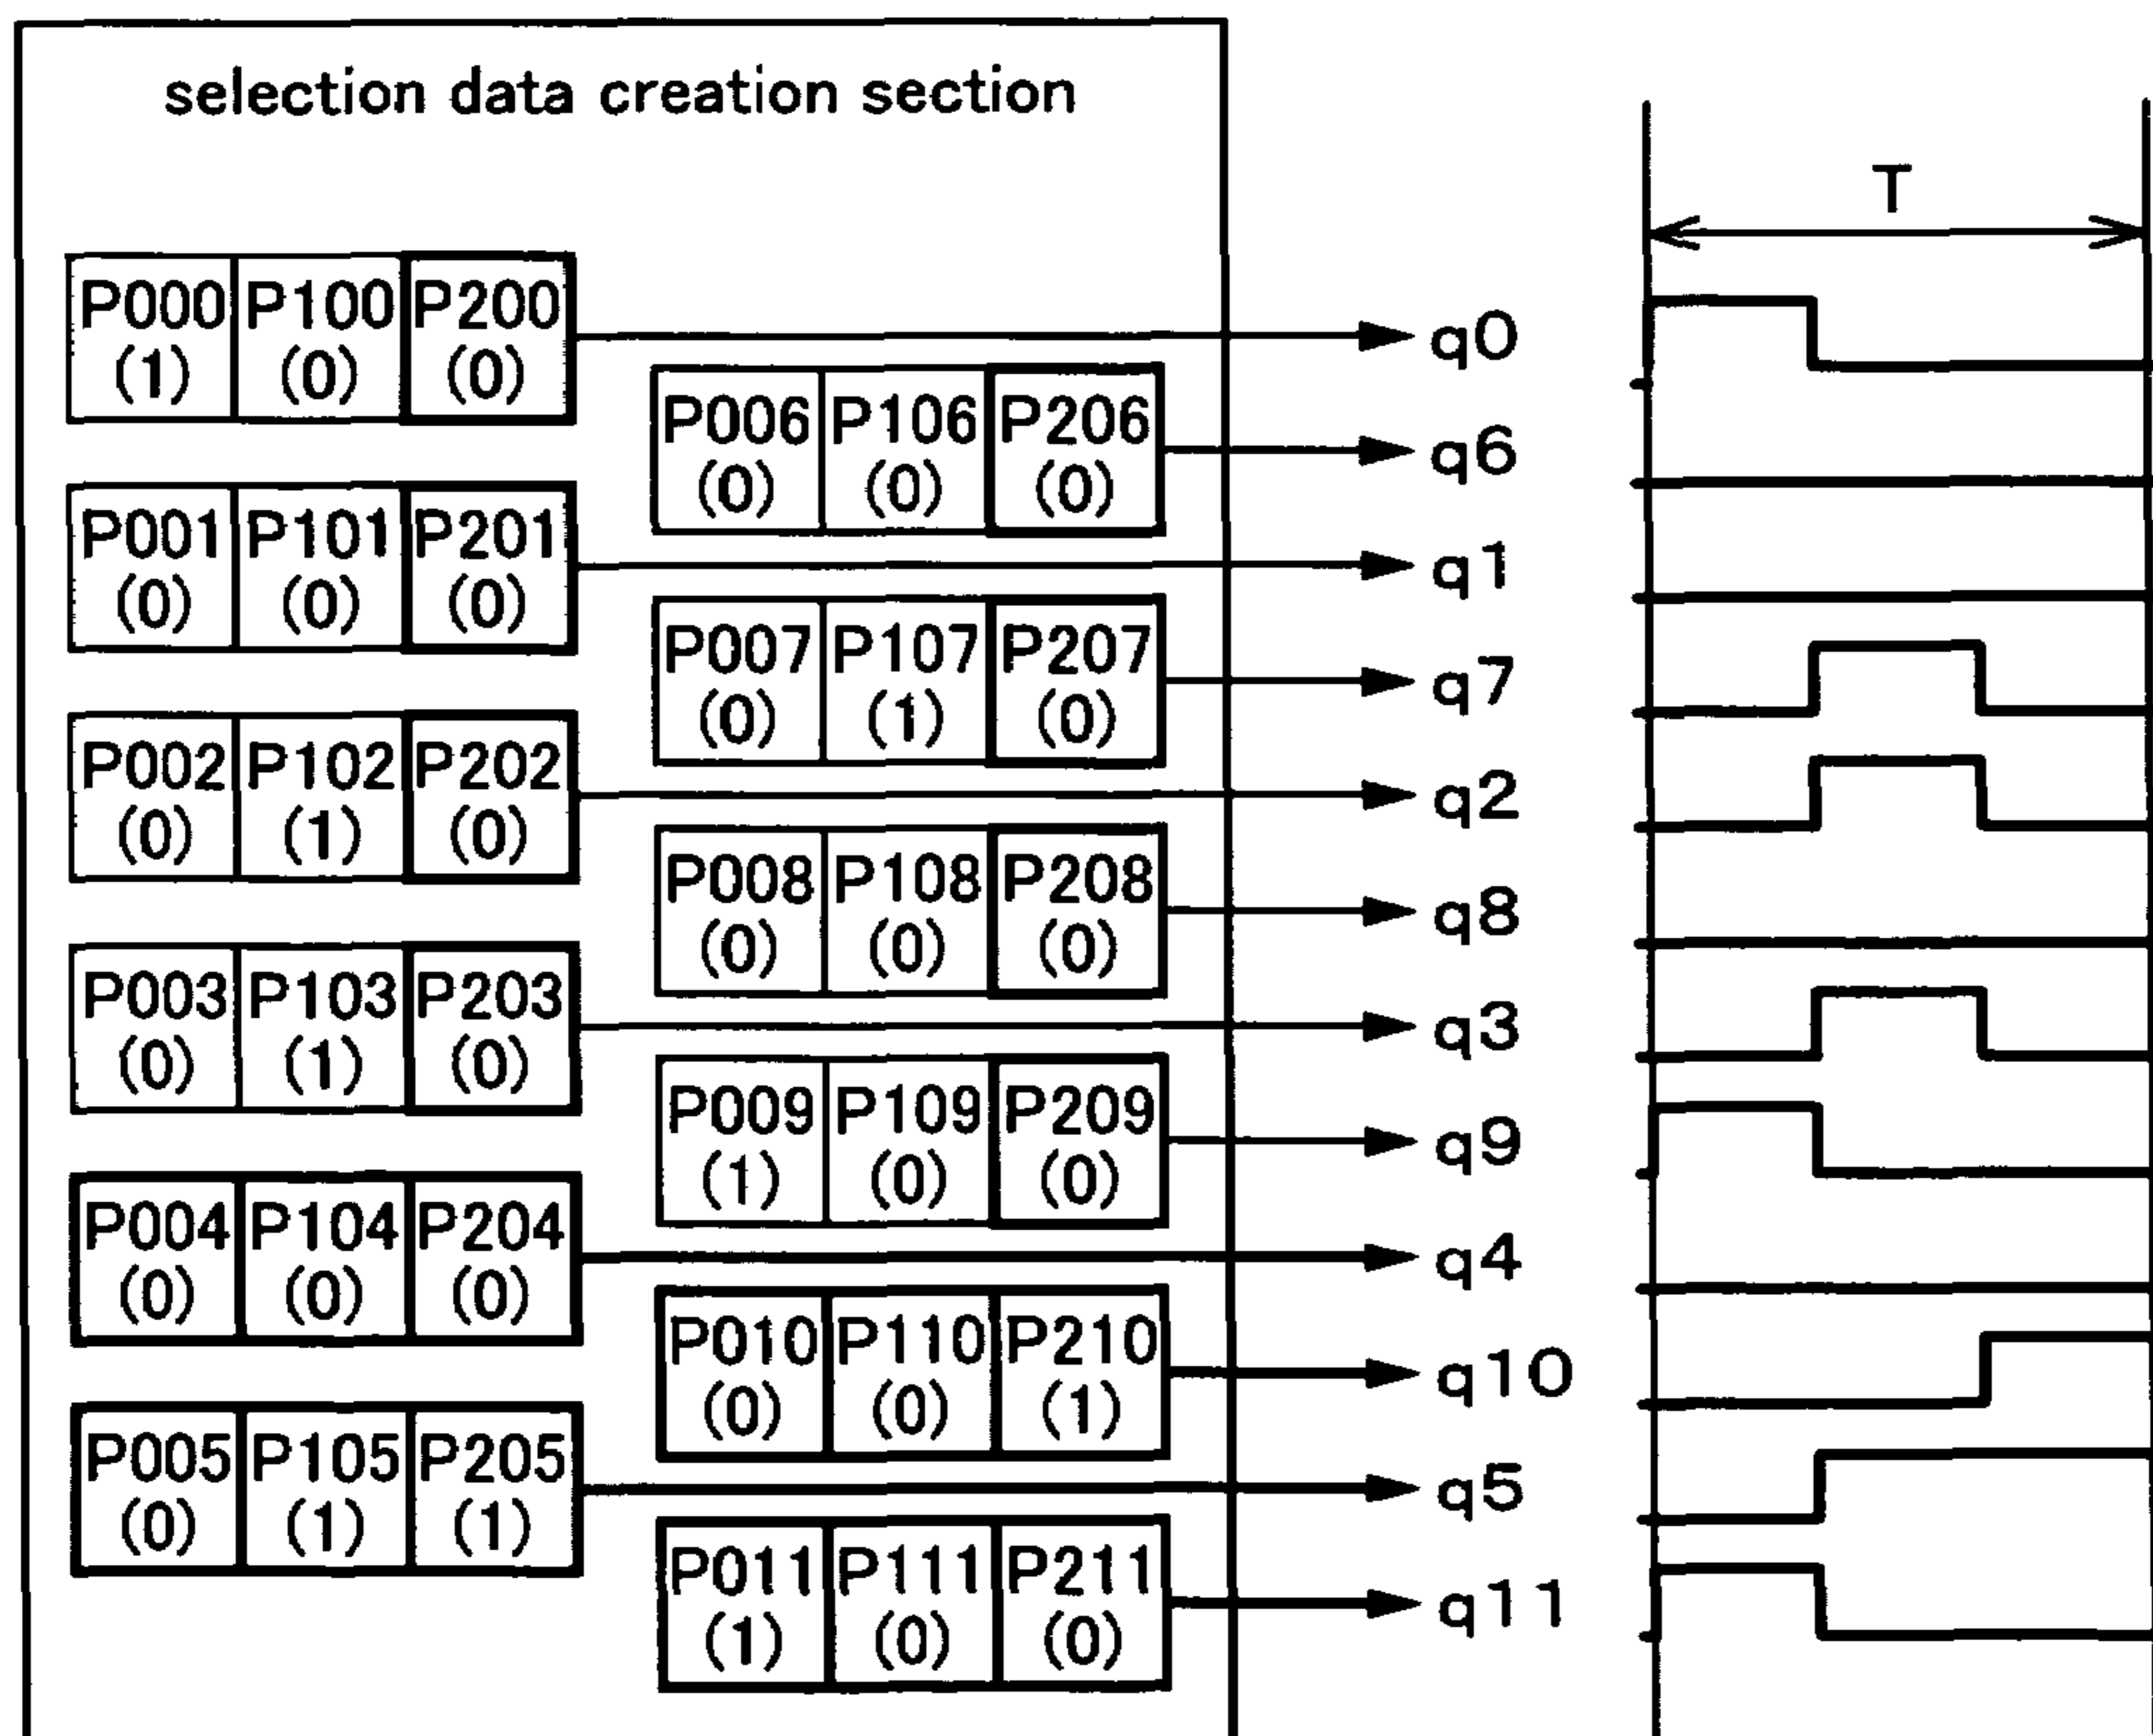 selection data creation section
T
P000 P100 P200
(1) (0) (0)
q0
P006 P106 P206
(0) (0) (0)
q6
P001 P101 P201
(0) (0) (0)
q1
P007 P107 P207
(0) (1) (0)
q7
P002 P102 P202
(0) (1) (0)
q2
P008 P108 P208
(0) (0) (0)
q8
P003 P103 P203
(0) (1) (0)
q3
P009 P109 P209
(1) (0) (0)
q9
P004 P104 P204
(0) (0) (0)
q4
P010 P110 P210
(0) (0) (1)
q10
P005 P105 P205
(0) (1) (1)
q5
P011 P111 P211
(1) (0) (0)
q11